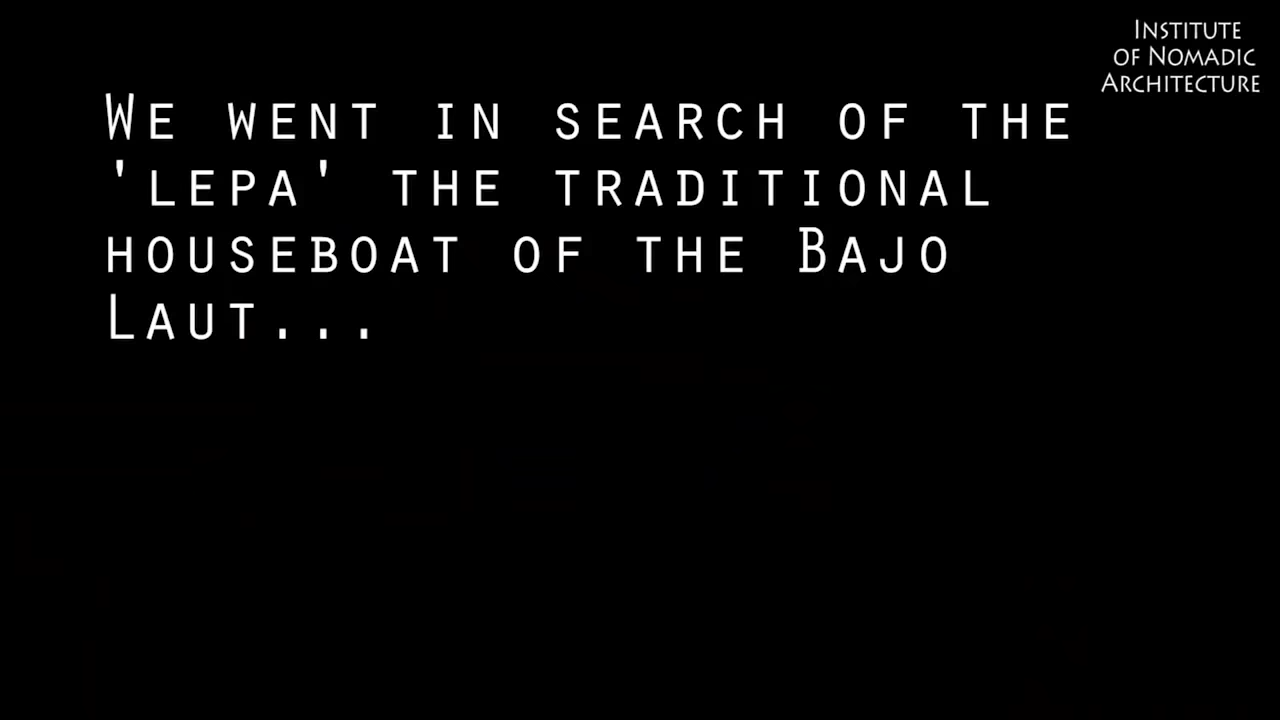 Institute
of Nomadic
Architecture
We went in search of the
'lepa' the traditional
houseboat of the Bajo
Laut...